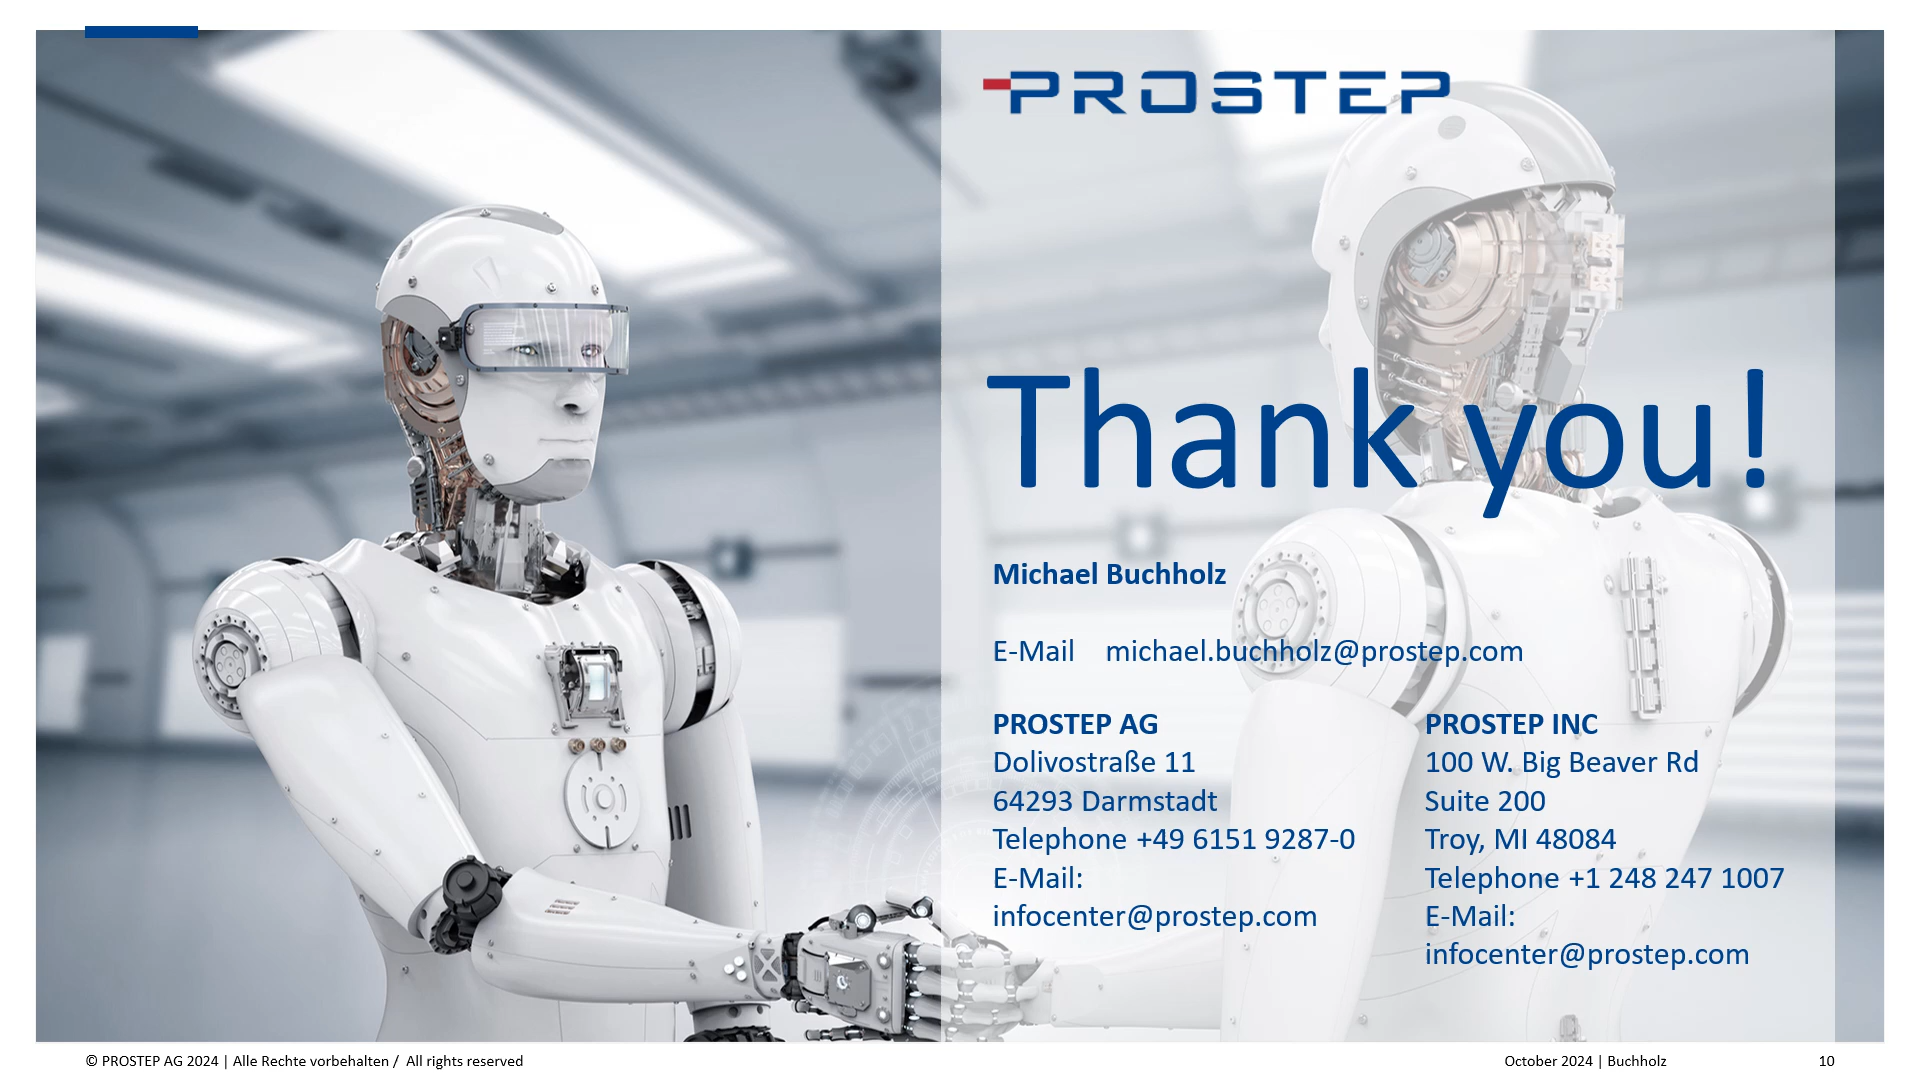 PROSTEP
Thank you!
Michael Buchholz
E-Mail michael.buchholz@prostep.com
PROSTEP AG
Dolivostraße 11
64293 Darmstadt
Telephone +49 6151 9287-0
E-Mail:
infocenter@prostep.com
PROSTEP INC
100 W. Big Beaver Rd
Suite 200
Troy, MI 48084
Telephone +1 248 247 1007
E-Mail:
infocenter@prostep.com
© PROSTEP AG 2024 | Alle Rechte vorbehalten / All rights reserved
October 2024 | Buchholz
10